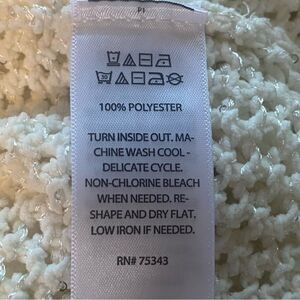 100% POLYESTER
TURN INSIDE OUT. MA-
CHINE WASH COOL -
DELICATE CYCLE.
NON-CHLORINE BLEACH
WHEN NEEDED. RE-
SHAPE AND DRY FLAT,
LOW IRON IF NEEDED.
RN# 75343